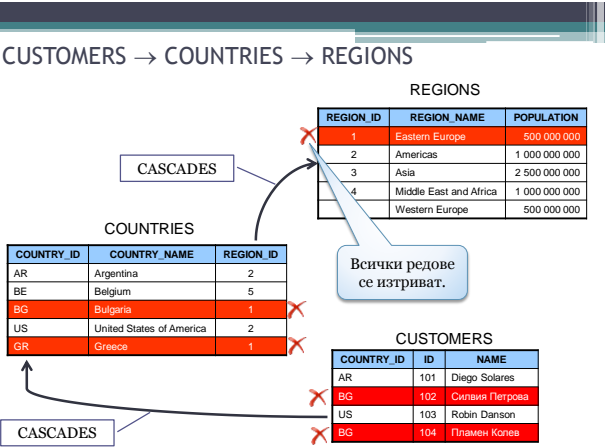 CUSTOMERS → COUNTRIES → REGIONS
REGIONS
REGION_ID REGION_NAME POPULATION
1 Eastern Europe 500 000 000
2 Americas 1 000 000 000
3 Asia 2 500 000 000
4 Middle East and Africa 1 000 000 000
Western Europe 500 000 000
CASCADES
Всички редове
се изтриват.
COUNTRIES
COUNTRY_ID COUNTRY_NAME REGION_ID
AR Argentina 2
BE Belgium 5
BG Bulgaria 1
US United States of America 2
GR Greece 1
CUSTOMERS
COUNTRY_ID ID NAME
AR 101 Diego Solares
BG 102 Силвия Петрова
US 103 Robin Danson
BG 104 Пламен Колев
CASCADES